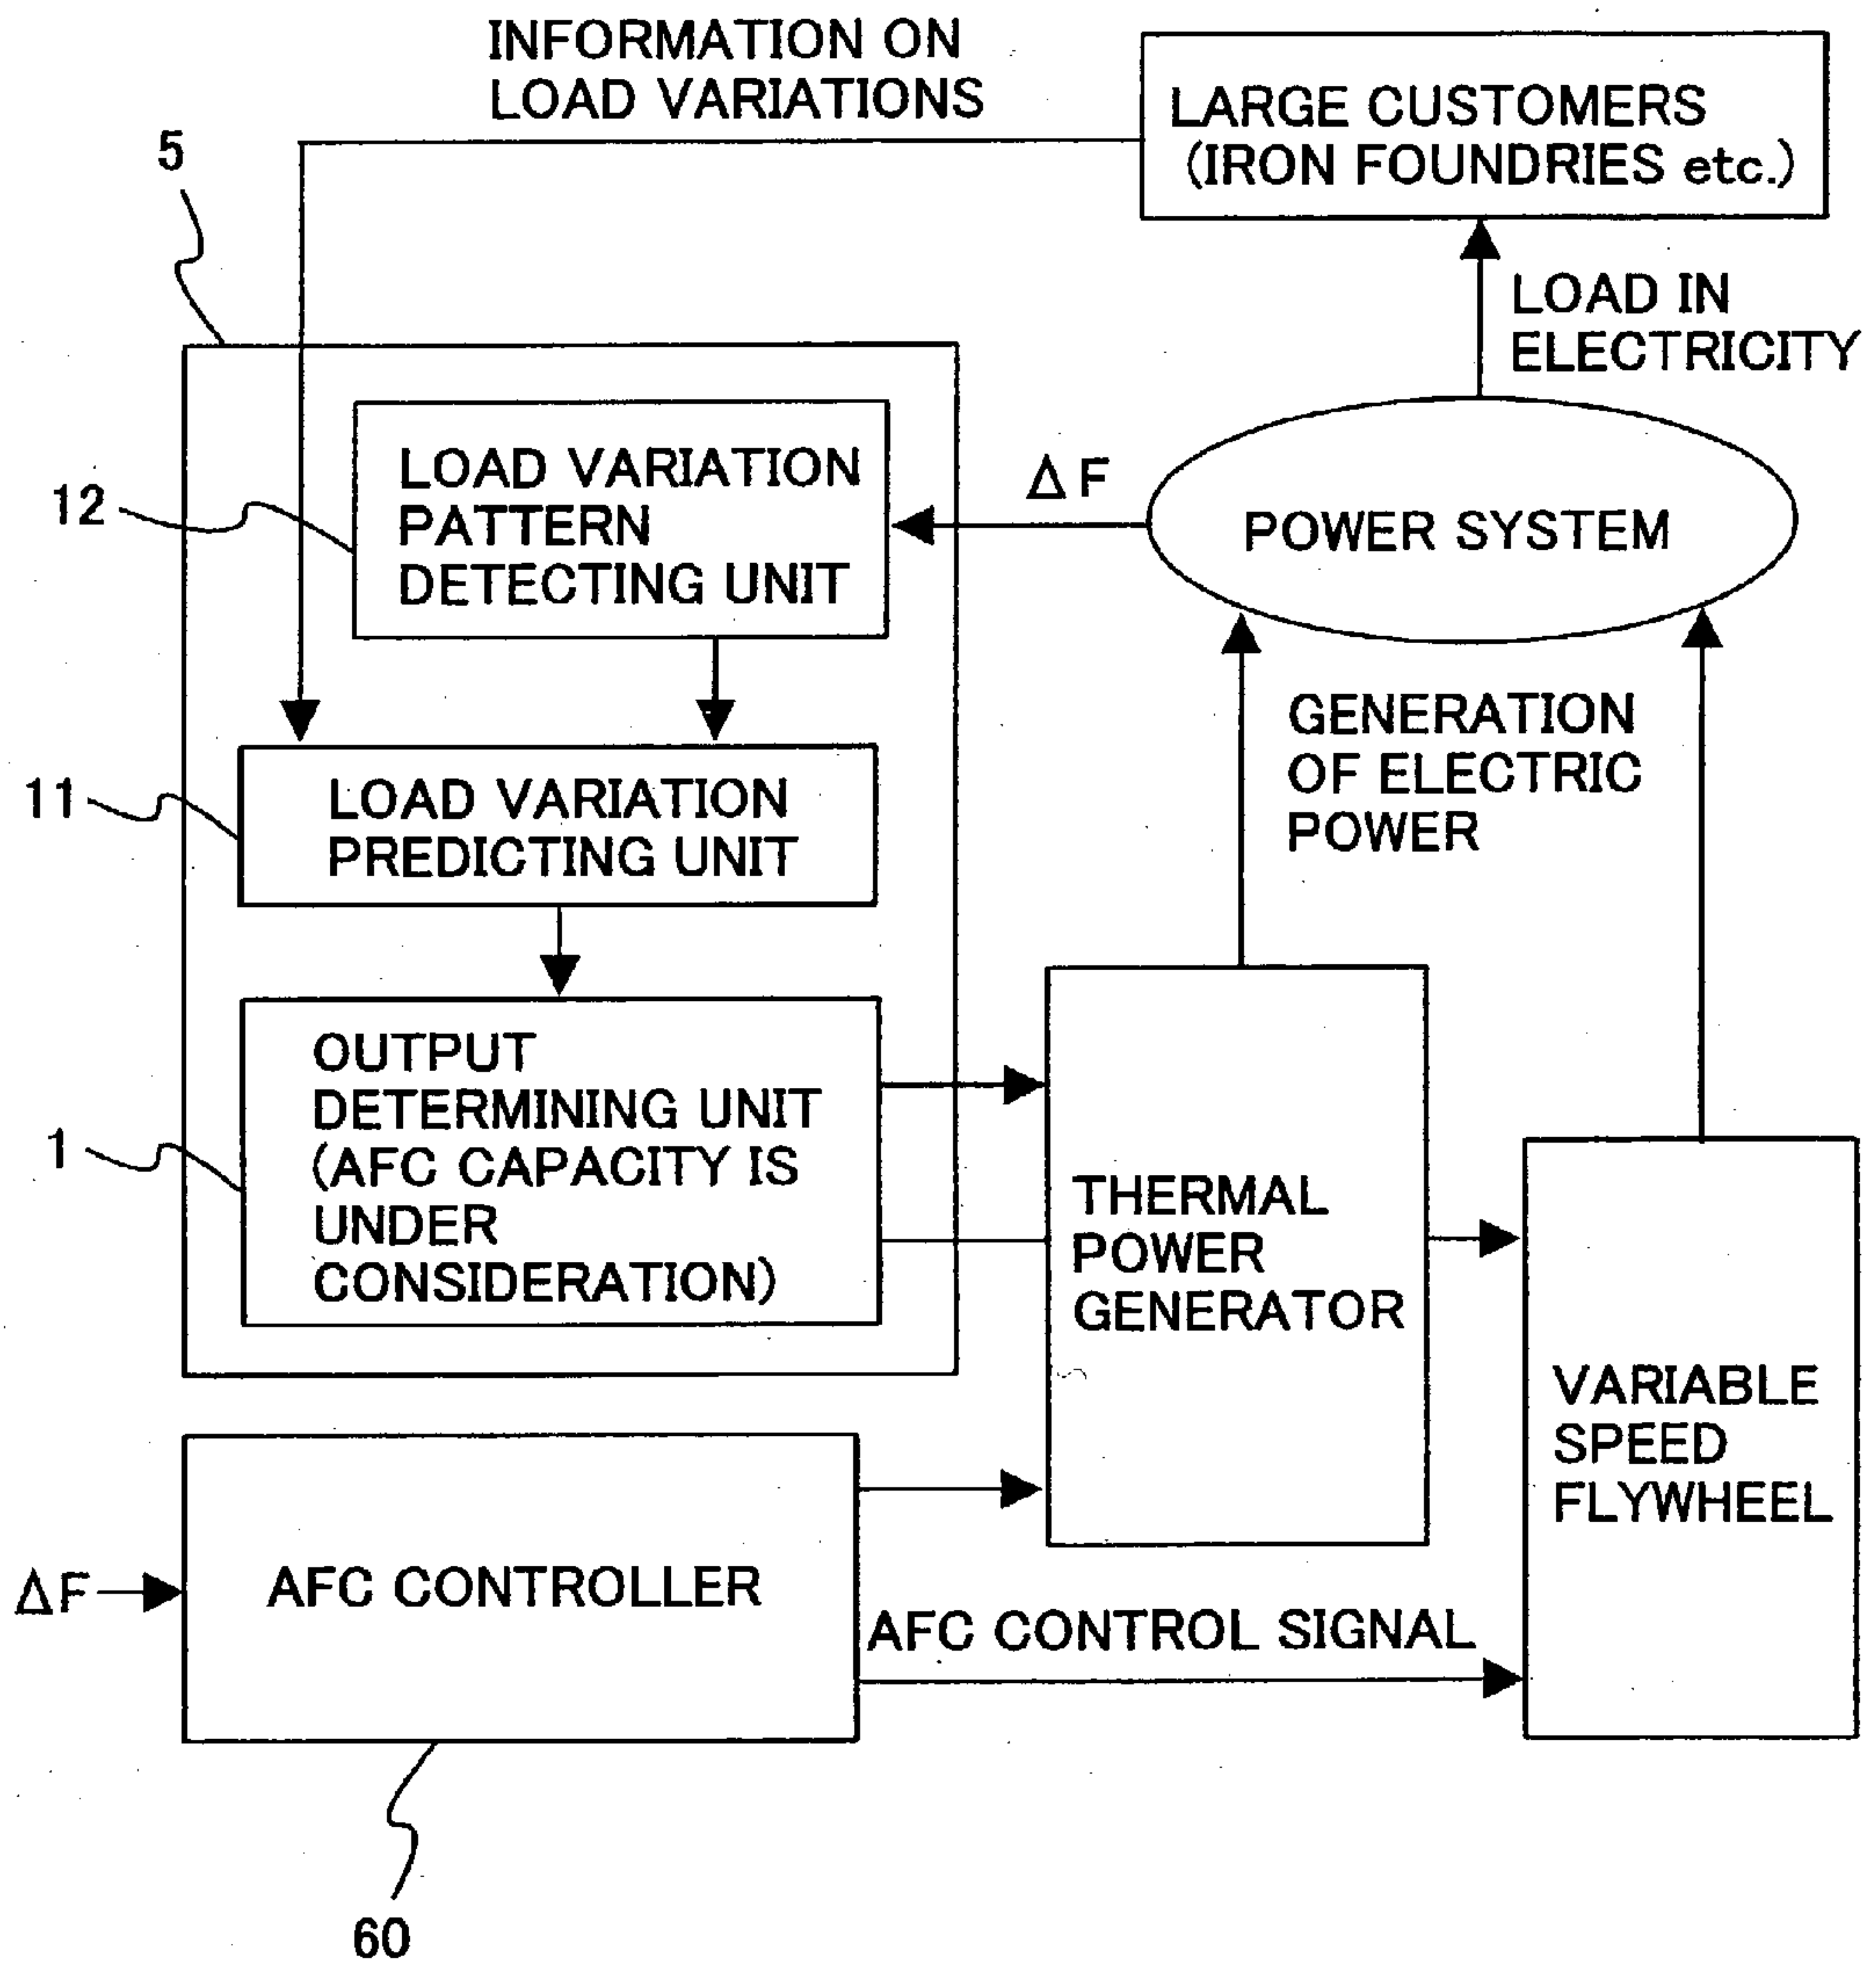 INFORMATION ON
LOAD VARIATIONS
LARGE CUSTOMERS
(IRON FOUNDRIES etc.)
5
LOAD IN
ELECTRICITY
12
LOAD VARIATION
PATTERN
DETECTING UNIT
ΔF
POWER SYSTEM
GENERATION
OF ELECTRIC
POWER
11
LOAD VARIATION
PREDICTING UNIT
1
OUTPUT
DETERMINING UNIT
(AFC CAPACITY IS
UNDER
CONSIDERATION)
THERMAL
POWER
GENERATOR
VARIABLE
SPEED
FLYWHEEL
ΔF
AFC CONTROLLER
AFC CONTROL SIGNAL
60